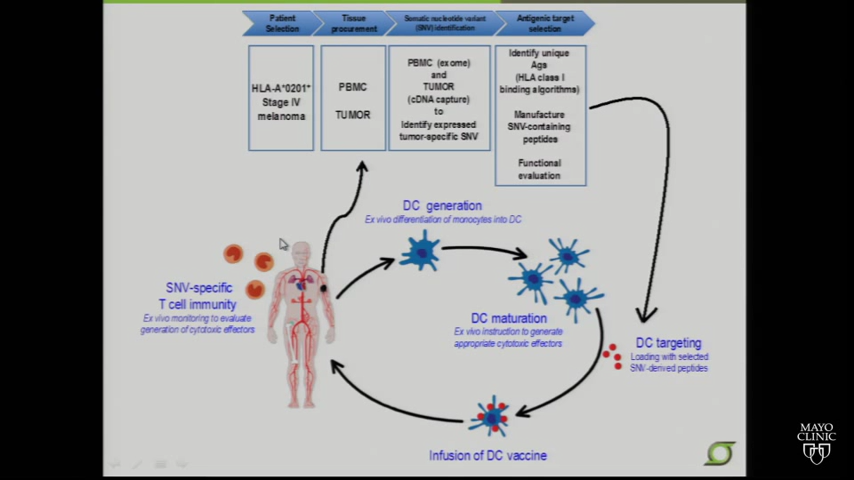 Patient
Selection
Tissue
procurement
Somatic nucleotide variant
(SNV) identification
Antigenic target
selection
HLA-A*0201*
Stage IV
melanoma
PBMC
TUMOR
PBMC (exome)
and
TUMOR
(cDNA capture)
to
Identify expressed
tumor-specific SNV
Identify unique
Ags
(HLA class I
binding algorithms)
Manufacture
SNV-containing
peptides
Functional
evaluation
DC generation
Ex vivo differentiation of monocytes into DC
SNV-specific
T cell immunity
Ex vivo monitoring to evaluate
generation of cytotoxic effectors
DC maturation
Ex vivo instruction to generate
appropriate cytotoxic effectors
DC targeting
Loading with selected
SNV-derived peptides
Infusion of DC vaccine
MAYO
CLINIC